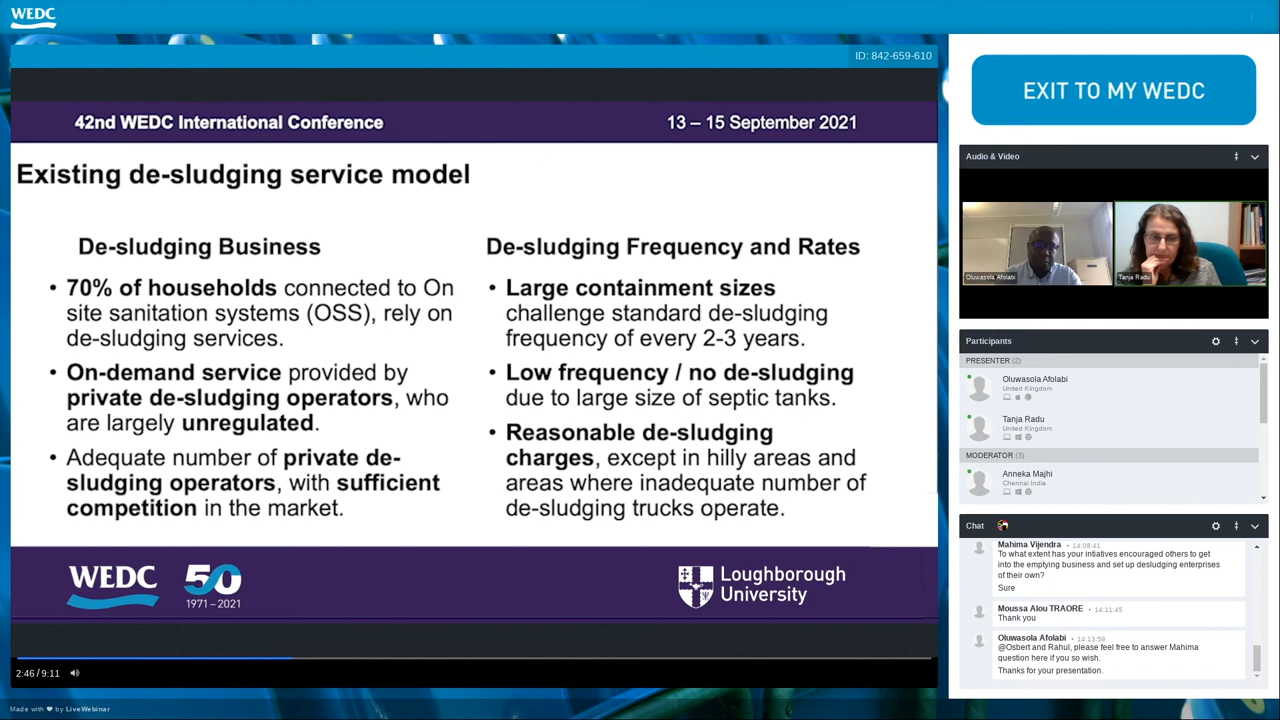 WEDC
ID: 842-659-610
42nd WEDC International Conference
13 – 15 September 2021
Existing de-sludging service model
De-sludging Business
• 70% of households connected to On
site sanitation systems (OSS), rely on
de-sludging services.
• On-demand service provided by
private de-sludging operators, who
are largely unregulated.
• Adequate number of private de-
sludging operators, with sufficient
competition in the market.
De-sludging Frequency and Rates
• Large containment sizes
challenge standard de-sludging
frequency of every 2-3 years.
• Low frequency / no de-sludging
due to large size of septic tanks.
• Reasonable de-sludging
charges, except in hilly areas and
areas where inadequate number of
de-sludging trucks operate.
WEDC
50
1971 – 2021
Loughborough
University
2:46 / 9:11
Made with ❤ by LiveWebinar
EXIT TO MY WEDC
Audio & Video
Oluwasola Afolabi
Tanja Radu
Participants
PRESENTER (2)
Oluwasola Afolabi
United Kingdom
Tanja Radu
United Kingdom
MODERATOR (3)
Anneka Majhi
Chennai India
Chat
Mahima Vijendra • 14:08:41
To what extent has your intiatives encouraged others to get
into the emptying business and set up desludging enterprises
of their own?
Sure
Moussa Alou TRAORE • 14:11:45
Thank you
Oluwasola Afolabi • 14:13:59
@Osbert and Rahul, please feel free to answer Mahima
question here if you so wish.
Thanks for your presentation.